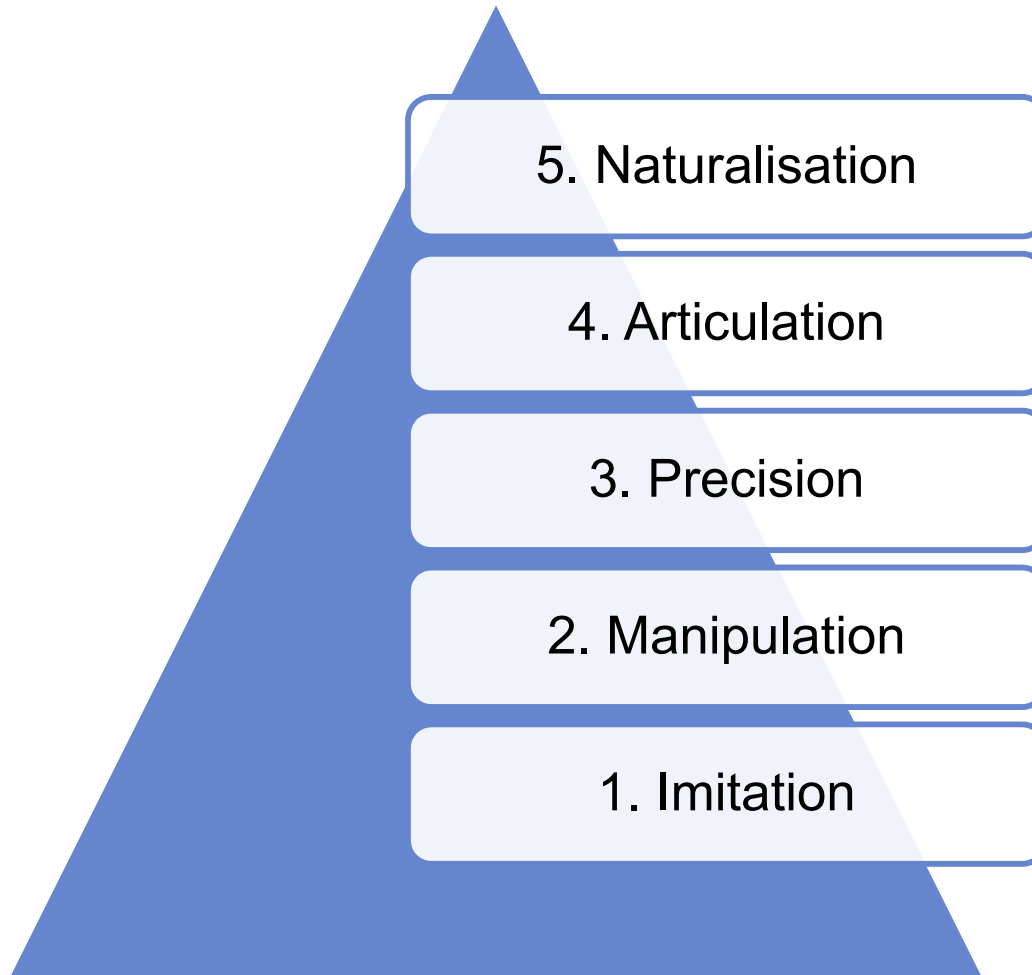 5. Naturalisation
4. Articulation
3. Precision
2. Manipulation
1. Imitation